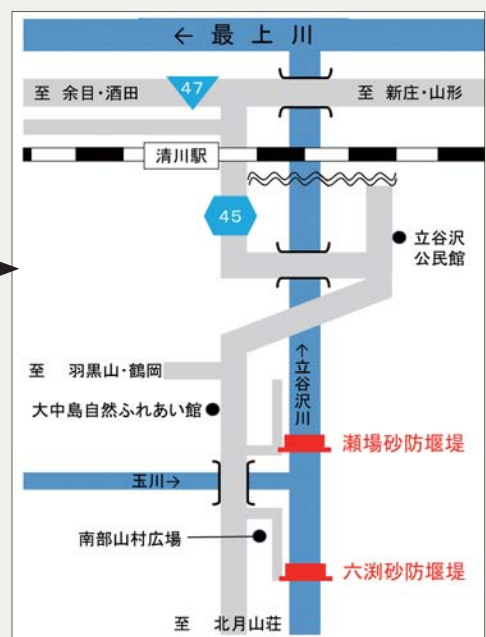 ←最上川
47
至 余目・酒田
至 新庄・山形
清川駅
45
立谷沢
公民館
↑立谷沢川
至 羽黒山・鶴岡
大中島自然ふれあい館
瀬場砂防堰堤
玉川→
南部山村広場
六渕砂防堰堤
至 北月山荘